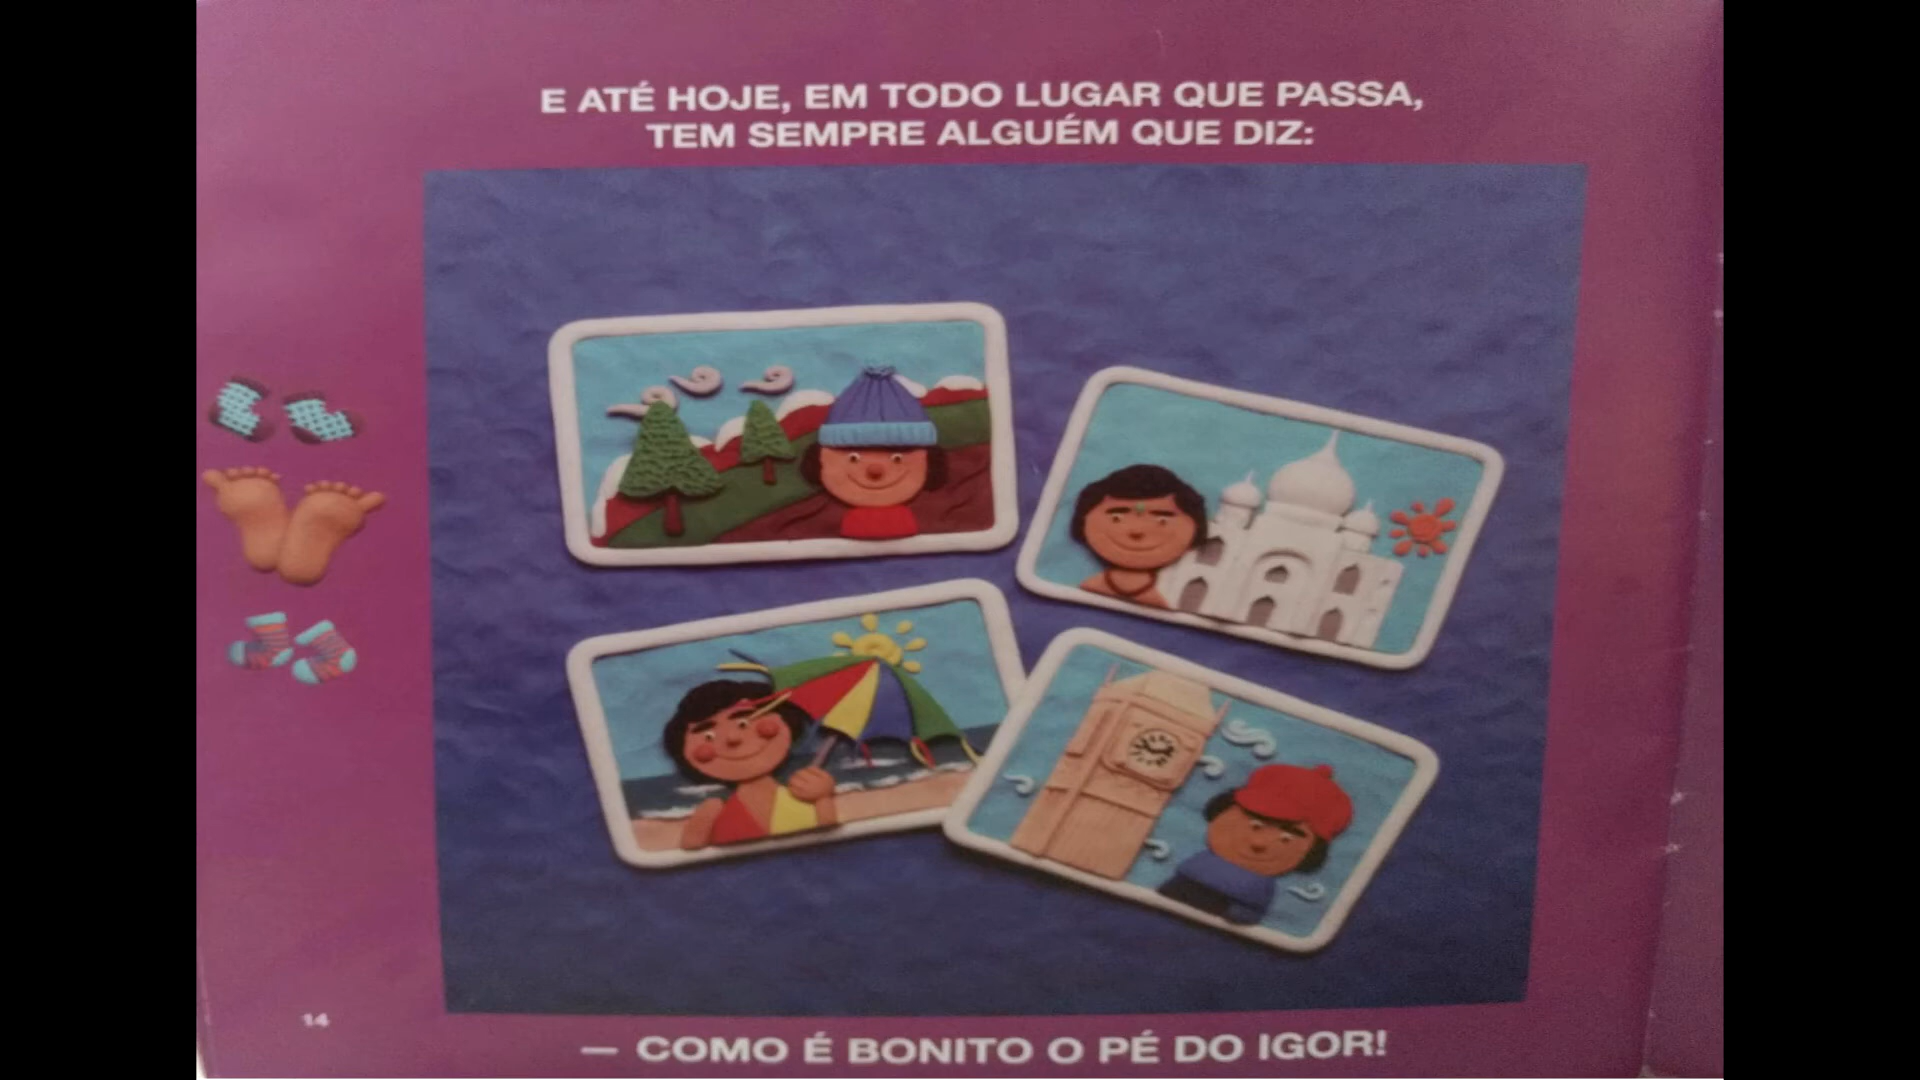 E ATÉ HOJE, EM TODO LUGAR QUE PASSA,
TEM SEMPRE ALGUÉM QUE DIZ:
14
— COMO É BONITO O PÉ DO IGOR!